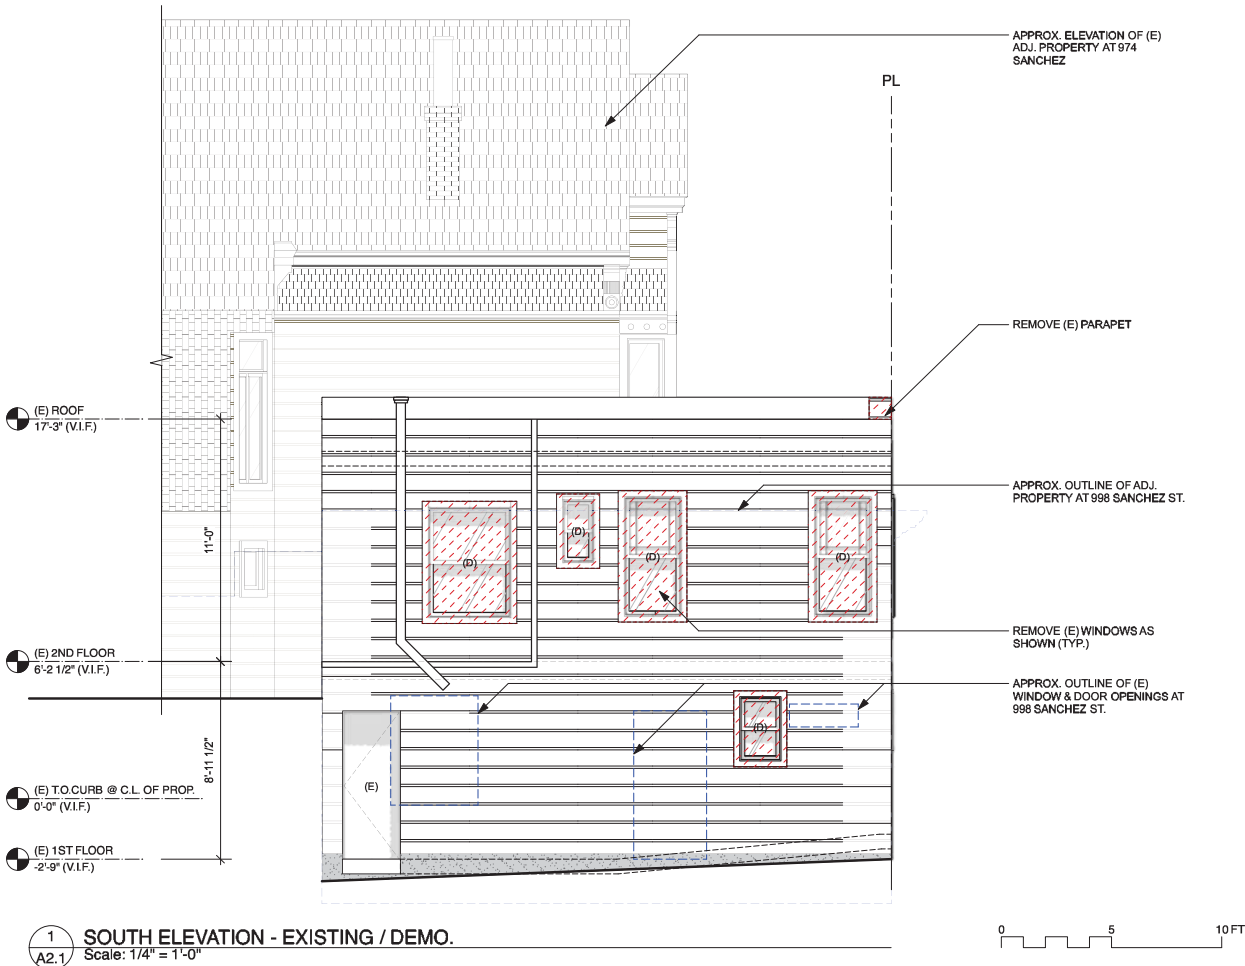 APPROX. ELEVATION OF (E)
ADJ. PROPERTY AT 974
SANCHEZ
PL
REMOVE (E) PARAPET
(E) ROOF
17'-3" (V.I.F.)
APPROX. OUTLINE OF ADJ.
PROPERTY AT 998 SANCHEZ ST.
11'-0"
(D)
(D)
(D)
(D)
REMOVE (E) WINDOWS AS
SHOWN (TYP.)
(E) 2ND FLOOR
6'-2 1/2" (V.I.F.)
APPROX. OUTLINE OF (E)
WINDOW & DOOR OPENINGS AT
998 SANCHEZ ST.
(D)
8'-11 1/2"
(E)
(E) T.O.CURB @ C.L. OF PROP.
0'-0" (V.I.F.)
(E) 1ST FLOOR
-2'-9" (V.I.F.)
1
A2.1
SOUTH ELEVATION - EXISTING / DEMO.
Scale: 1/4" = 1'-0"
0 5 10 FT